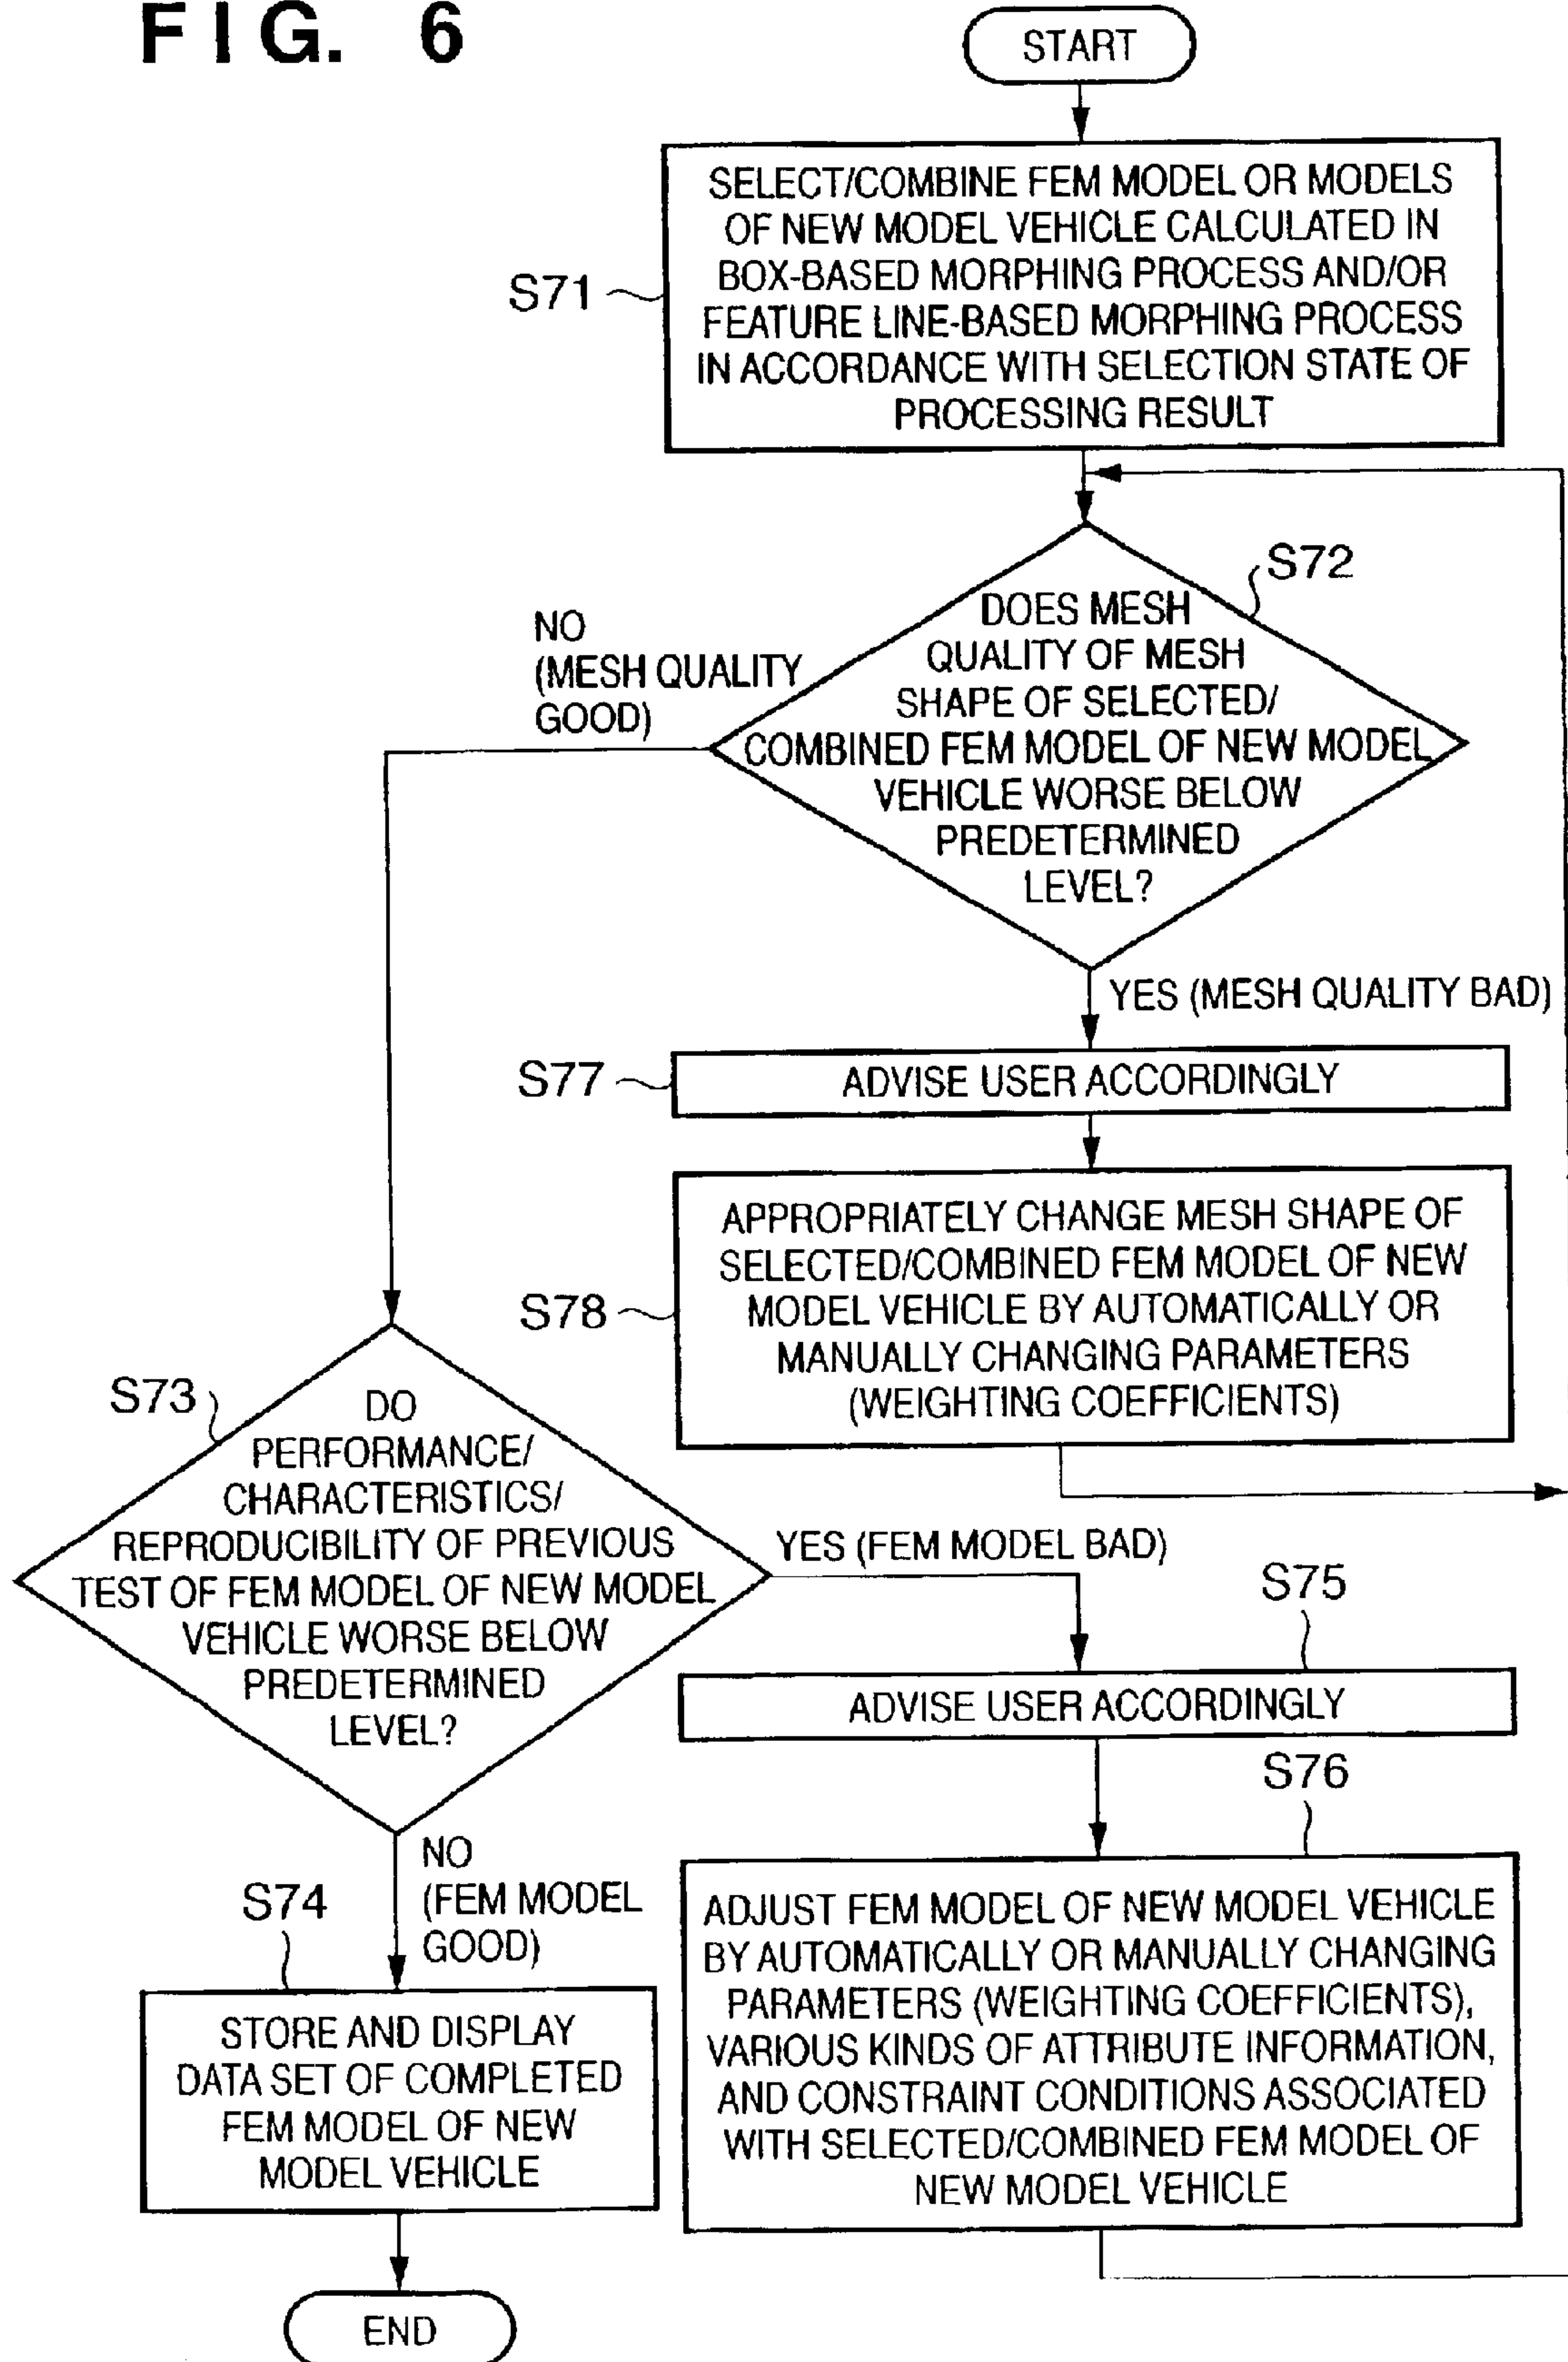 FIG. 6
START
SELECT/COMBINE FEM MODEL OR MODELS
OF NEW MODEL VEHICLE CALCULATED IN
BOX-BASED MORPHING PROCESS AND/OR
FEATURE LINE-BASED MORPHING PROCESS
IN ACCORDANCE WITH SELECTION STATE OF
PROCESSING RESULT
S71
S72
DOES MESH
QUALITY OF MESH
SHAPE OF SELECTED/
COMBINED FEM MODEL OF NEW MODEL
VEHICLE WORSE BELOW
PREDETERMINED
LEVEL?
NO
(MESH QUALITY
GOOD)
YES (MESH QUALITY BAD)
S77
ADVISE USER ACCORDINGLY
S78
APPROPRIATELY CHANGE MESH SHAPE OF
SELECTED/COMBINED FEM MODEL OF NEW
MODEL VEHICLE BY AUTOMATICALLY OR
MANUALLY CHANGING PARAMETERS
(WEIGHTING COEFFICIENTS)
S73
DO
PERFORMANCE/
CHARACTERISTICS/
REPRODUCIBILITY OF PREVIOUS
TEST OF FEM MODEL OF NEW MODEL
VEHICLE WORSE BELOW
PREDETERMINED
LEVEL?
YES (FEM MODEL BAD)
S75
ADVISE USER ACCORDINGLY
S76
ADJUST FEM MODEL OF NEW MODEL VEHICLE
BY AUTOMATICALLY OR MANUALLY CHANGING
PARAMETERS (WEIGHTING COEFFICIENTS),
VARIOUS KINDS OF ATTRIBUTE INFORMATION,
AND CONSTRAINT CONDITIONS ASSOCIATED
WITH SELECTED/COMBINED FEM MODEL OF
NEW MODEL VEHICLE
NO
(FEM MODEL
GOOD)
S74
STORE AND DISPLAY
DATA SET OF COMPLETED
FEM MODEL OF NEW
MODEL VEHICLE
END